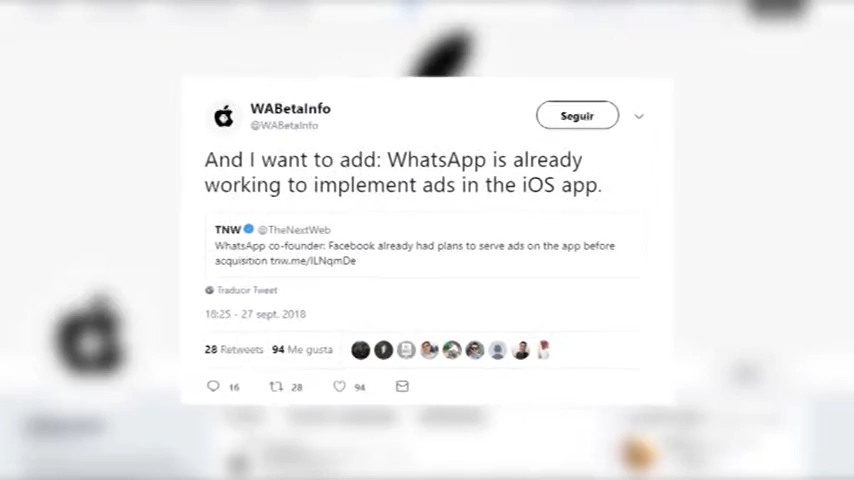 WABetaInfo
@WABetaInfo
Seguir
And I want to add: WhatsApp is already
working to implement ads in the iOS app.
TNW @TheNextWeb
WhatsApp co-founder: Facebook already had plans to serve ads on the app before
acquisition tnw.me/ILNqmDe
Traducir Tweet
18:25 - 27 sept. 2018
28 Retweets 94 Me gusta
16 28 94